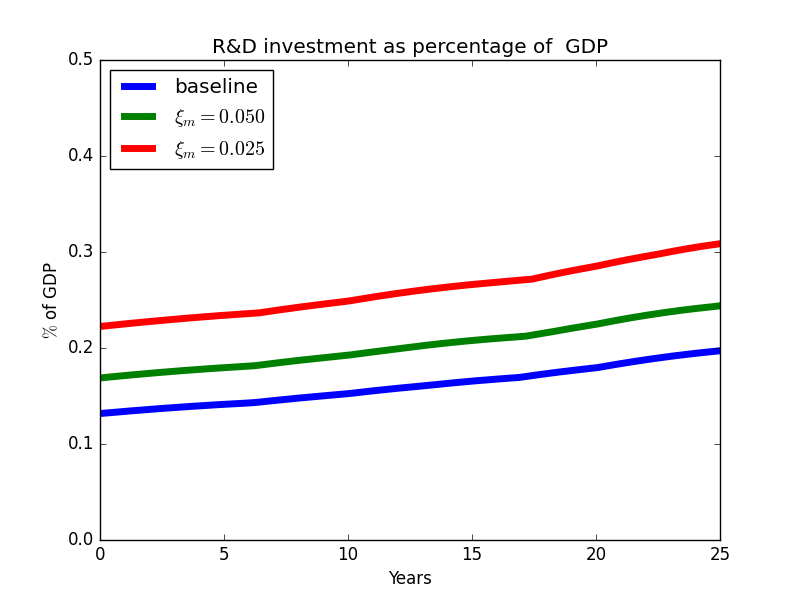 R&D investment as percentage of  GDP
baseline
ξm = 0.050
ξm = 0.025
% of GDP
0.5
0.4
0.3
0.2
0.1
0.0
0 5 10 15 20 25
Years